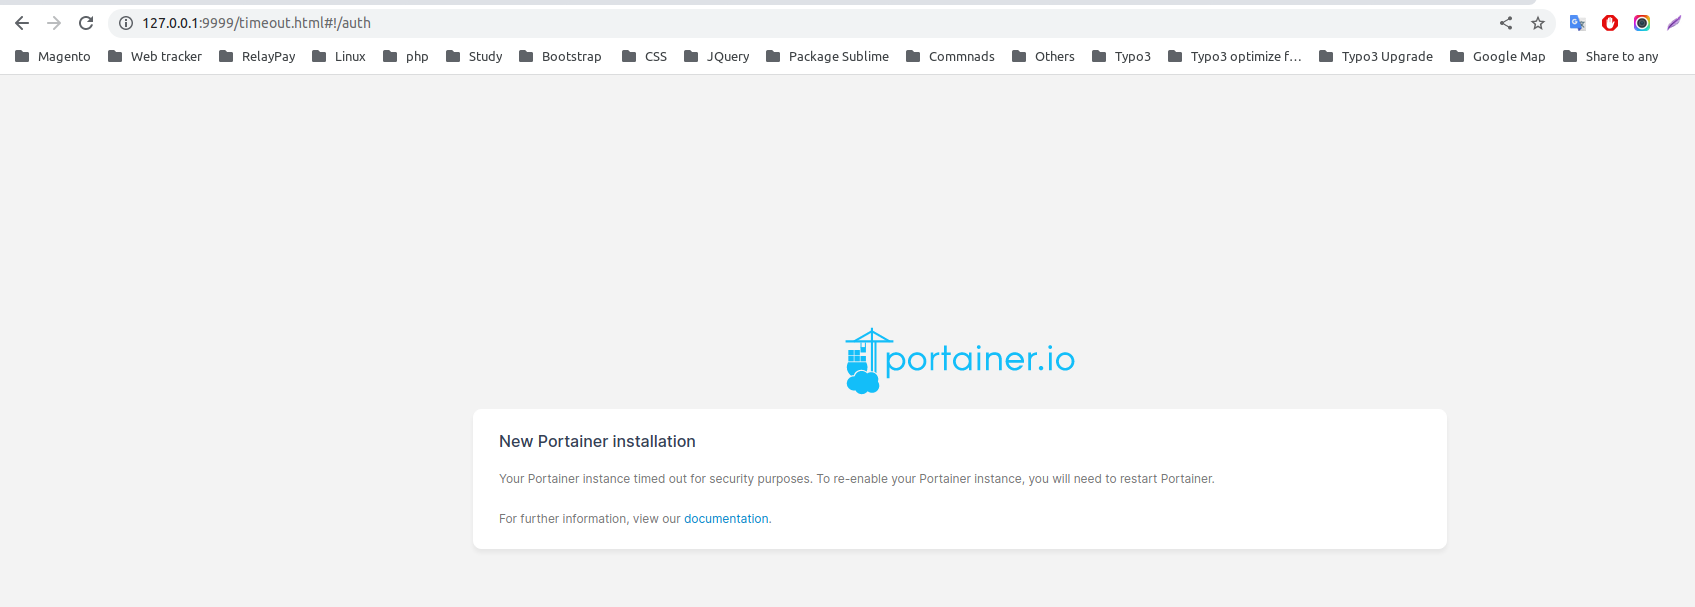 127.0.0.1:9999/timeout.html#!/auth
Magento Web tracker RelayPay Linux php Study Bootstrap CSS JQuery Package Sublime Commnads Others Typo3 Typo3 optimize f... Typo3 Upgrade Google Map Share to any
portainer.io
New Portainer installation
Your Portainer instance timed out for security purposes. To re-enable your Portainer instance, you will need to restart Portainer.
For further information, view our documentation.